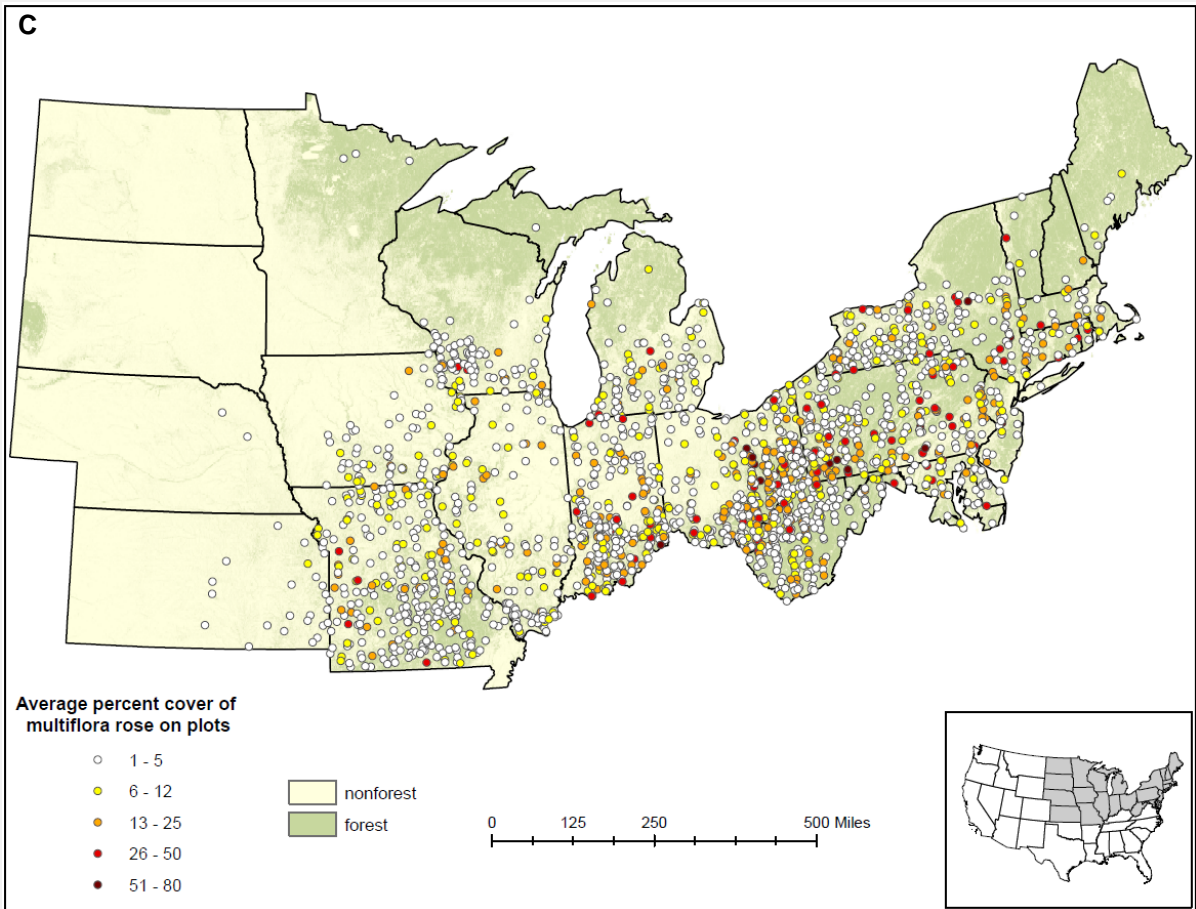 C
Average percent cover of
multiflora rose on plots
1 - 5
6 - 12
13 - 25
26 - 50
51 - 80
nonforest
forest
0 125 250 500 Miles